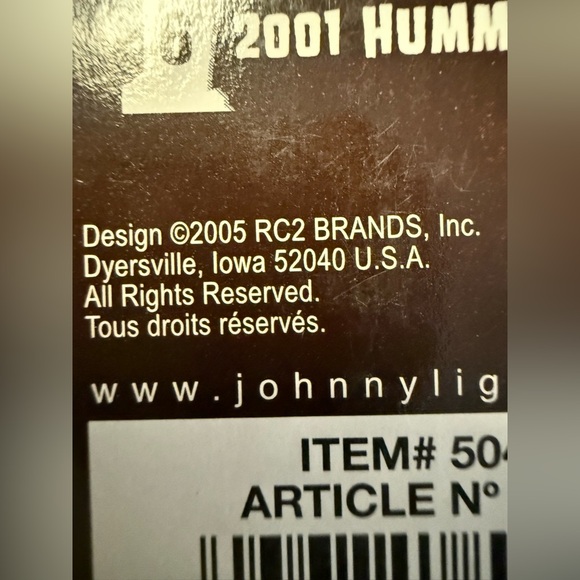 2001 HUMM
Design ©2005 RC2 BRANDS, Inc.
Dyersville, Iowa 52040 U.S.A.
All Rights Reserved.
Tous droits réservés.
www.johnnylig
ITEM# 504
ARTICLE Nº